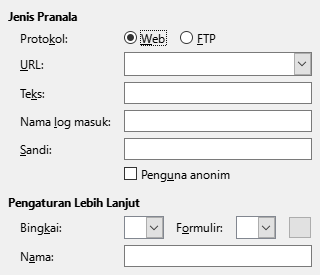 Jenis Pranala
Protokol: Web FTP
URL:
Teks:
Nama log masuk:
Sandi:
Penguna anonim
Pengaturan Lebih Lanjut
Bingkai: Formulir:
Nama: